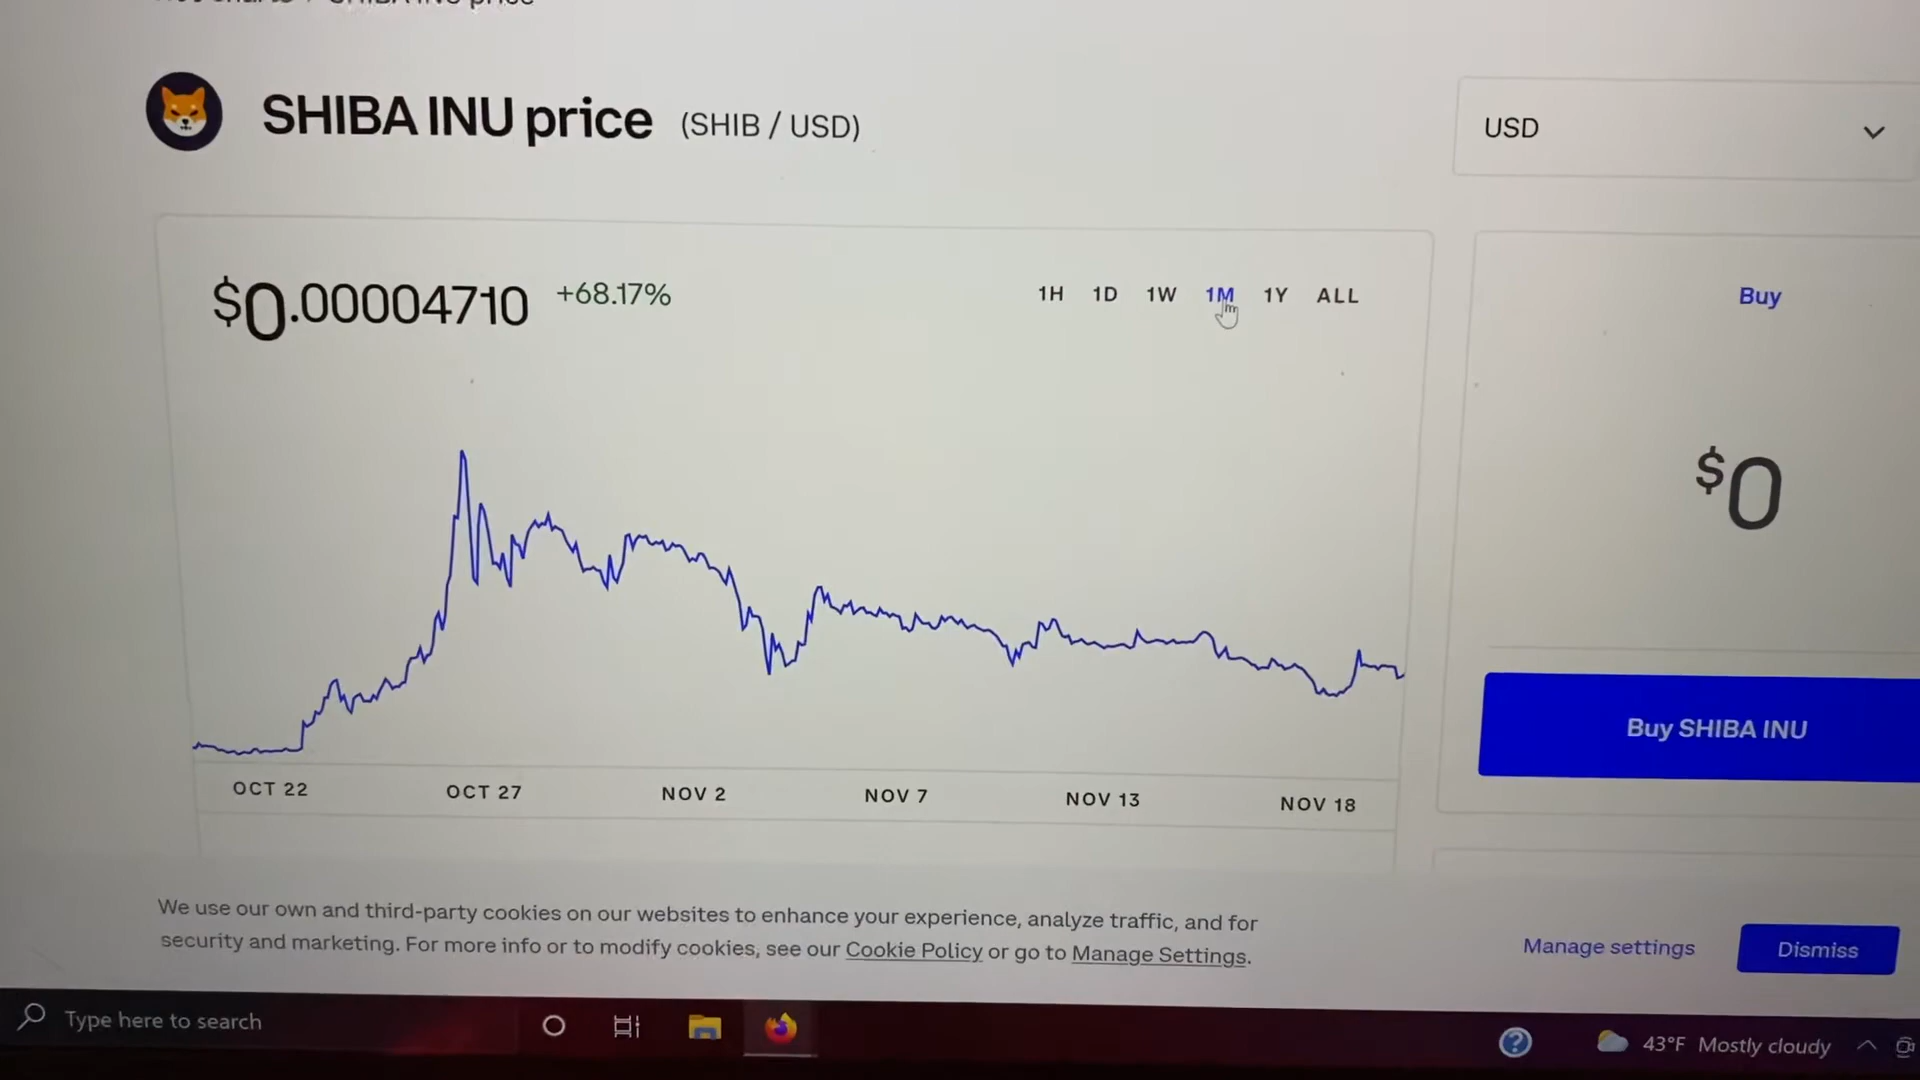 SHIBA INU price (SHIB / USD)
USD
$0.00004710 +68.17%
1H 1D 1W 1M 1Y ALL
Buy
$0
Buy SHIBA INU
OCT 22 OCT 27 NOV 2 NOV 7 NOV 13 NOV 18
We use our own and third-party cookies on our websites to enhance your experience, analyze traffic, and for
security and marketing. For more info or to modify cookies, see our Cookie Policy or go to Manage Settings.
Manage settings
Dismiss
Type here to search
43°F Mostly cloudy